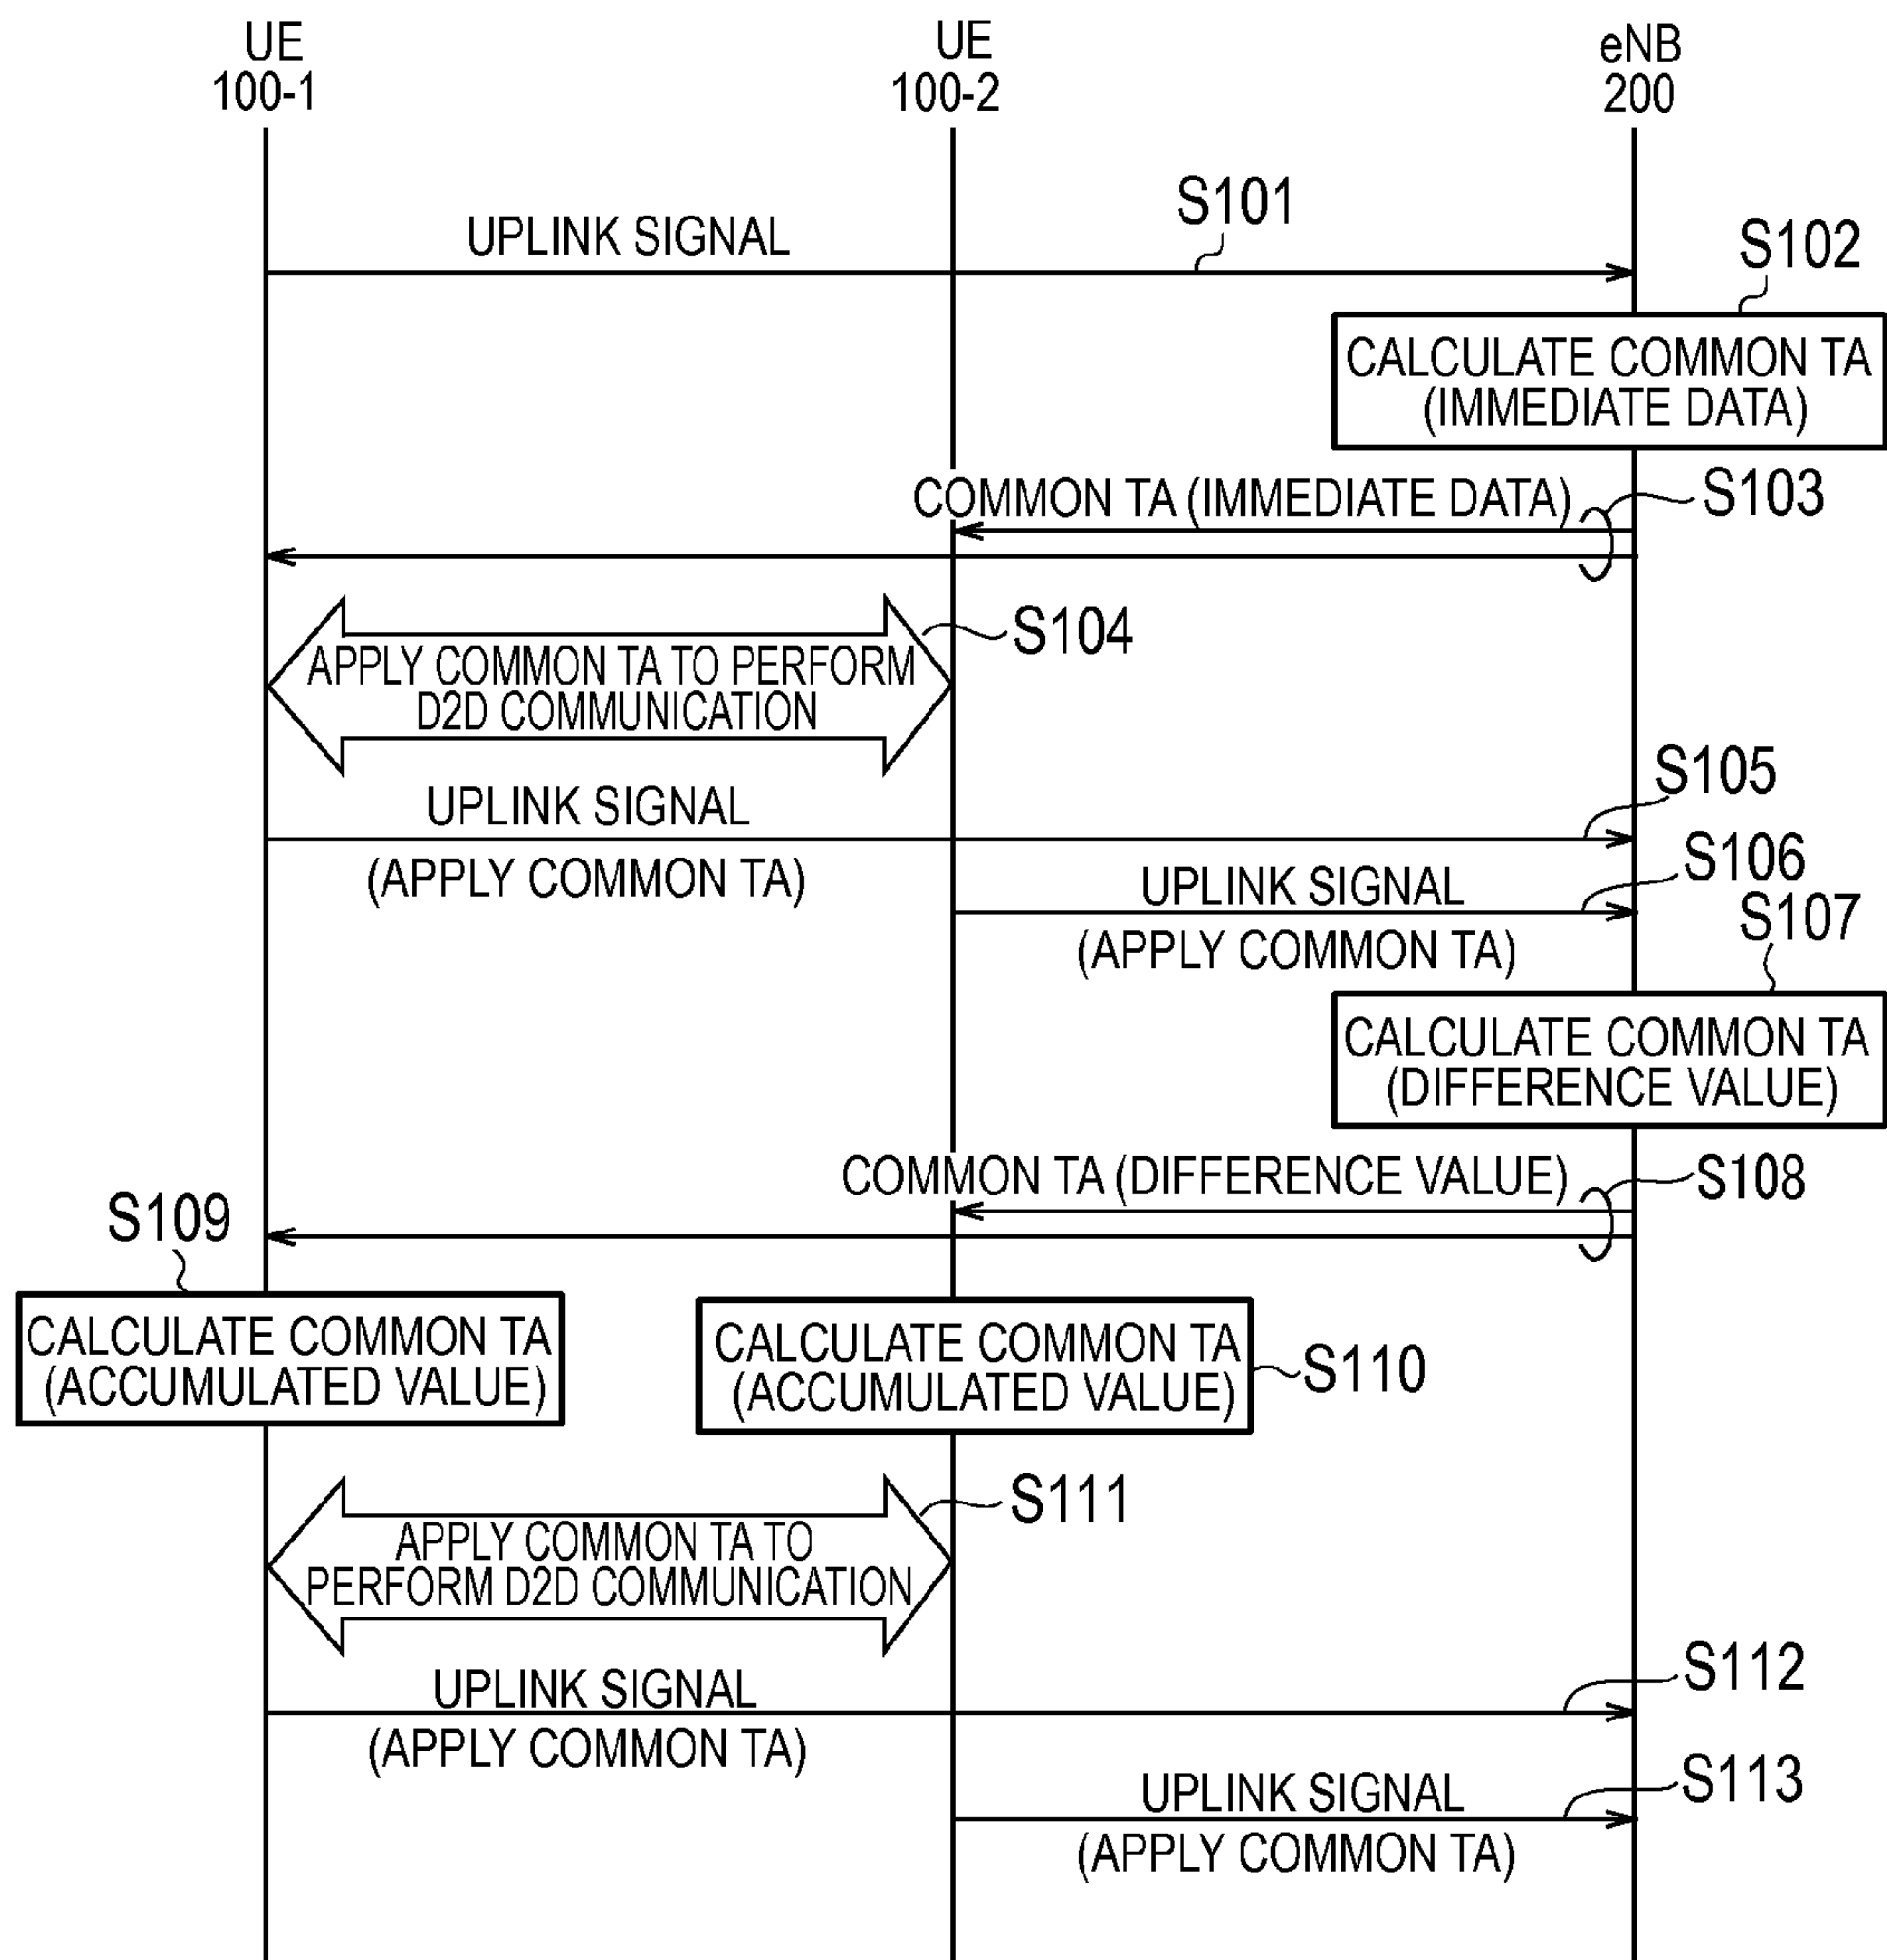 UE
100-1
UE
100-2
eNB
200
S101
UPLINK SIGNAL
S102
CALCULATE COMMON TA
(IMMEDIATE DATA)
COMMON TA (IMMEDIATE DATA)
S103
S104
APPLY COMMON TA TO PERFORM
D2D COMMUNICATION
S105
UPLINK SIGNAL
(APPLY COMMON TA)
S106
UPLINK SIGNAL
(APPLY COMMON TA)
S107
CALCULATE COMMON TA
(DIFFERENCE VALUE)
COMMON TA (DIFFERENCE VALUE)
S108
S109
CALCULATE COMMON TA
(ACCUMULATED VALUE)
CALCULATE COMMON TA
(ACCUMULATED VALUE)
S110
S111
APPLY COMMON TA TO
PERFORM D2D COMMUNICATION
S112
UPLINK SIGNAL
(APPLY COMMON TA)
S113
UPLINK SIGNAL
(APPLY COMMON TA)